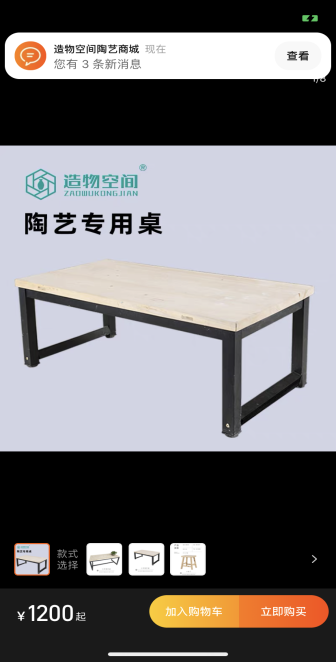 造物空间陶艺商城 现在
您有 3 条新消息
查看
造物空间®
ZAOWUKONGJIAN
陶艺专用桌
款式
选择
¥1200起
加入购物车
立即购买